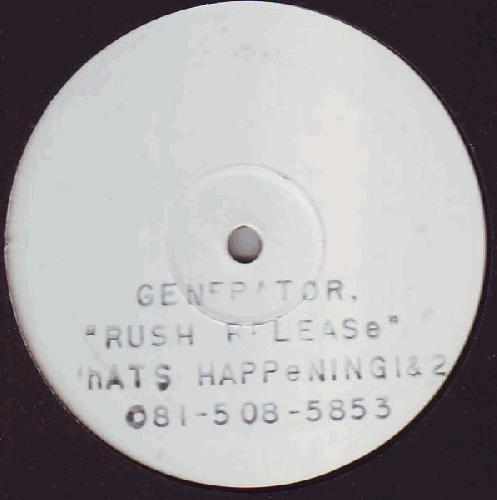 GENERATOR.
"RUSH RELEASe"
'hATS HAPPeNING 1 & 2
081-508-5853